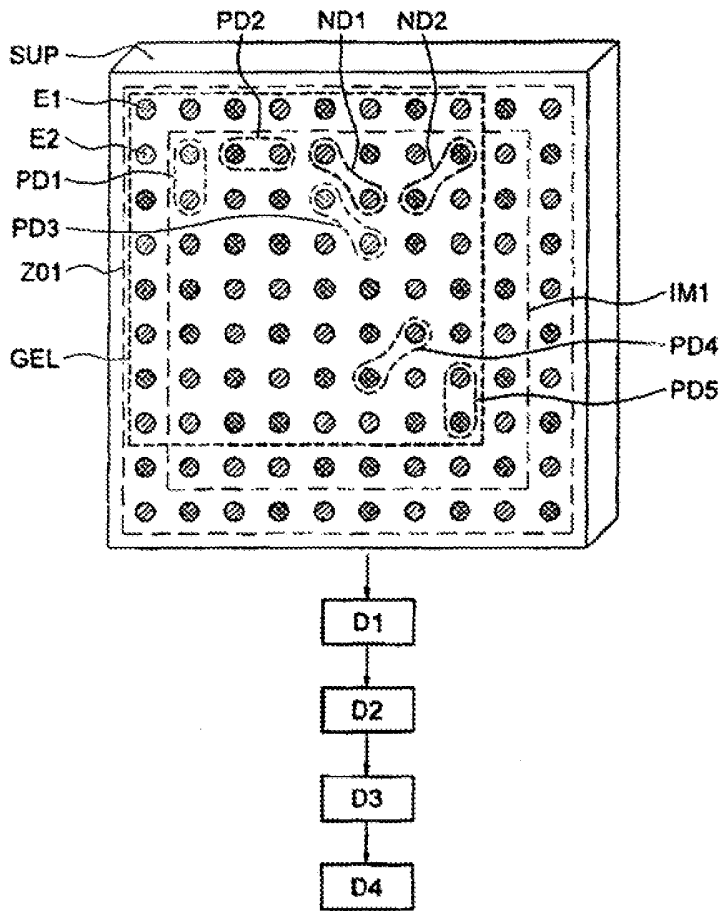 PD2 ND1 ND2
SUP
E1
E2
PD1
PD3
Z01
IM1
GEL
PD4
PD5
D1
D2
D3
D4